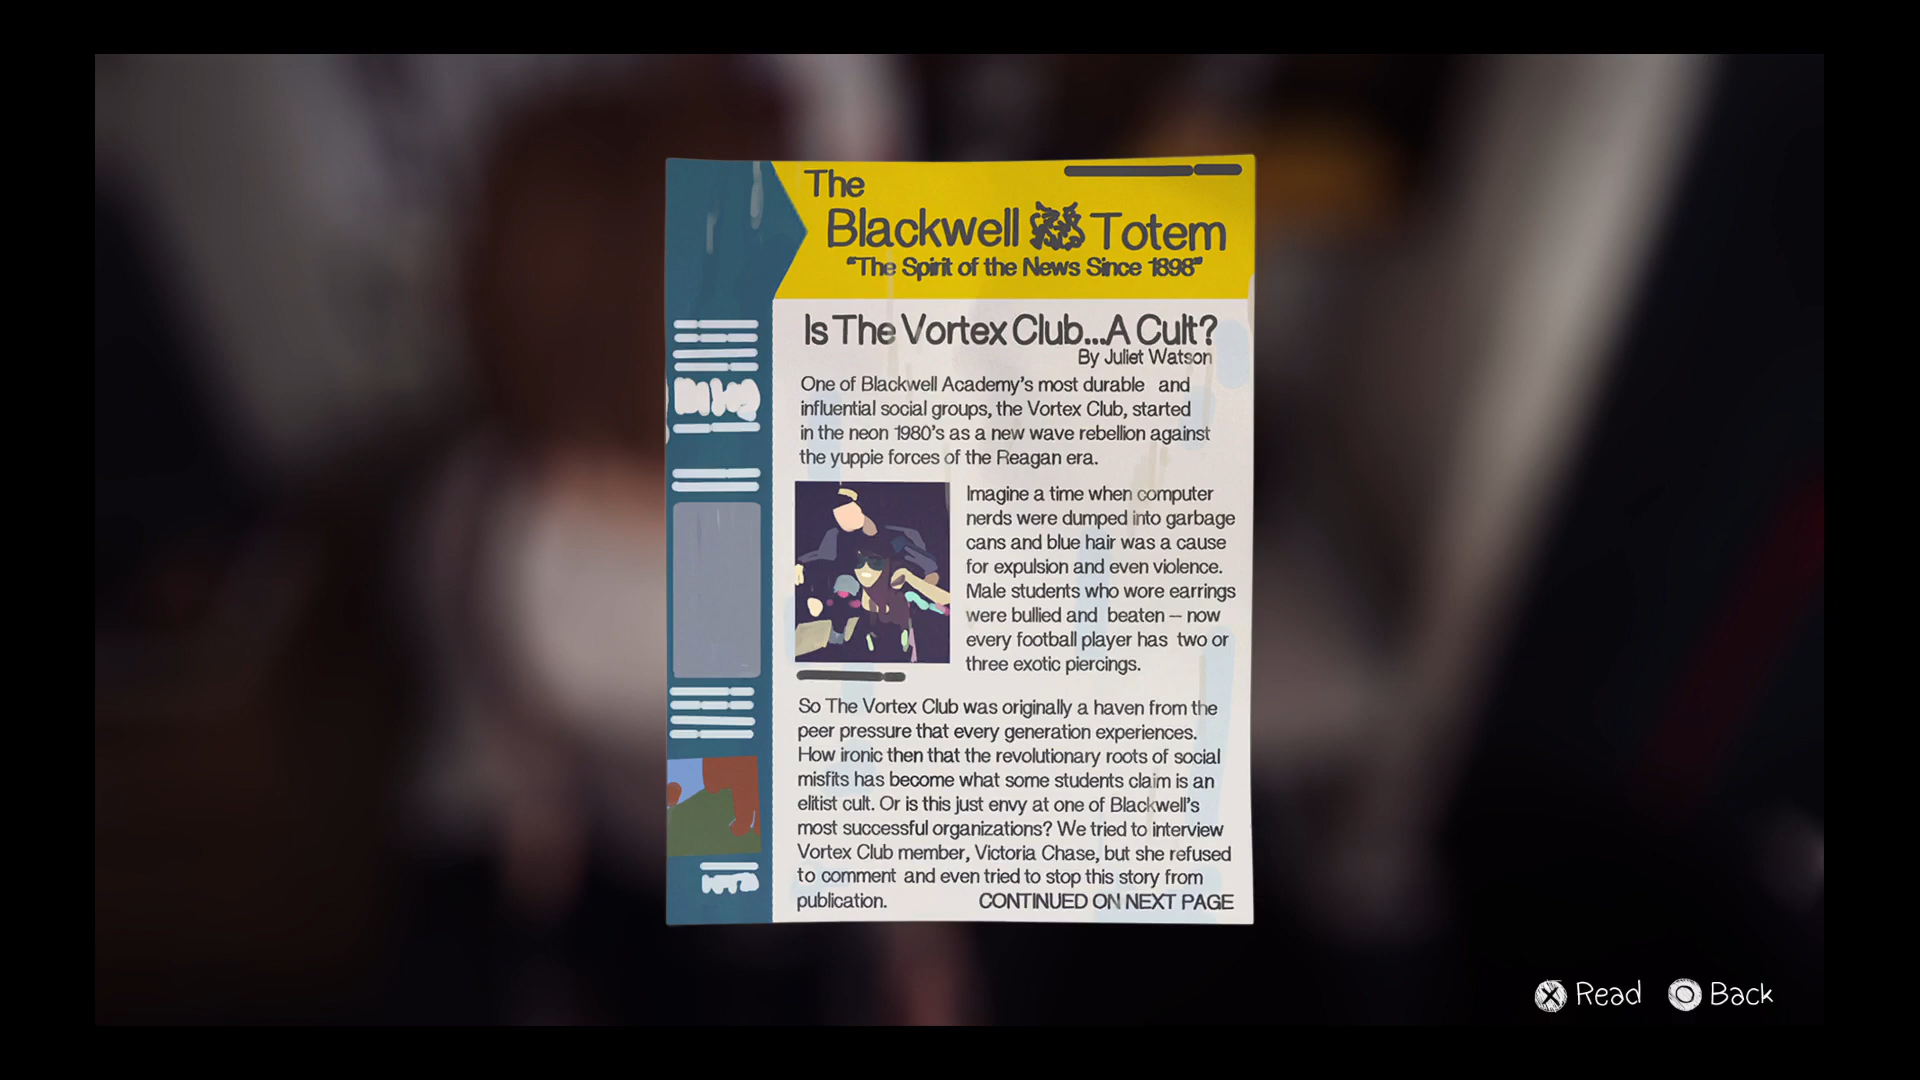 The
Blackwell Totem
"The Spirit of the News Since 1898"
Is The Vortex Club...A Cult?
By Juliet Watson
One of Blackwell Academy's most durable and
influential social groups, the Vortex Club, started
in the neon 1980's as a new wave rebellion against
the yuppie forces of the Reagan era.
Imagine a time when computer
nerds were dumped into garbage
cans and blue hair was a cause
for expulsion and even violence.
Male students who wore earrings
were bullied and beaten – now
every football player has two or
three exotic piercings.
So The Vortex Club was originally a haven from the
peer pressure that every generation experiences.
How ironic then that the revolutionary roots of social
misfits has become what some students claim is an
elitist cult. Or is this just envy at one of Blackwell's
most successful organizations? We tried to interview
Vortex Club member, Victoria Chase, but she refused
to comment and even tried to stop this story from
publication. CONTINUED ON NEXT PAGE
Read Back